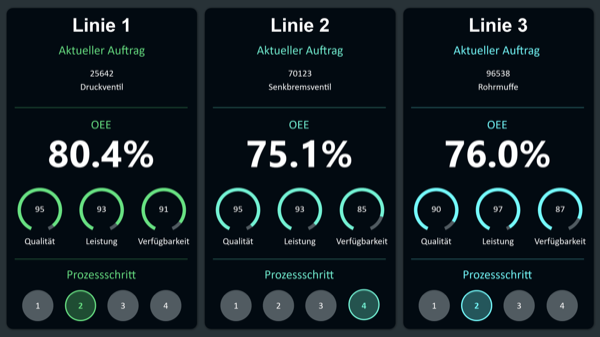 Linie 1
Aktueller Auftrag
25642
Druckventil
OEE
80.4%
95 93 91
Qualität Leistung Verfügbarkeit
Prozessschritt
1 2 3 4
Linie 2
Aktueller Auftrag
70123
Senkbremsventil
OEE
75.1%
95 93 85
Qualität Leistung Verfügbarkeit
Prozessschritt
1 2 3 4
Linie 3
Aktueller Auftrag
96538
Rohrmuffe
OEE
76.0%
90 97 87
Qualität Leistung Verfügbarkeit
Prozessschritt
1 2 3 4